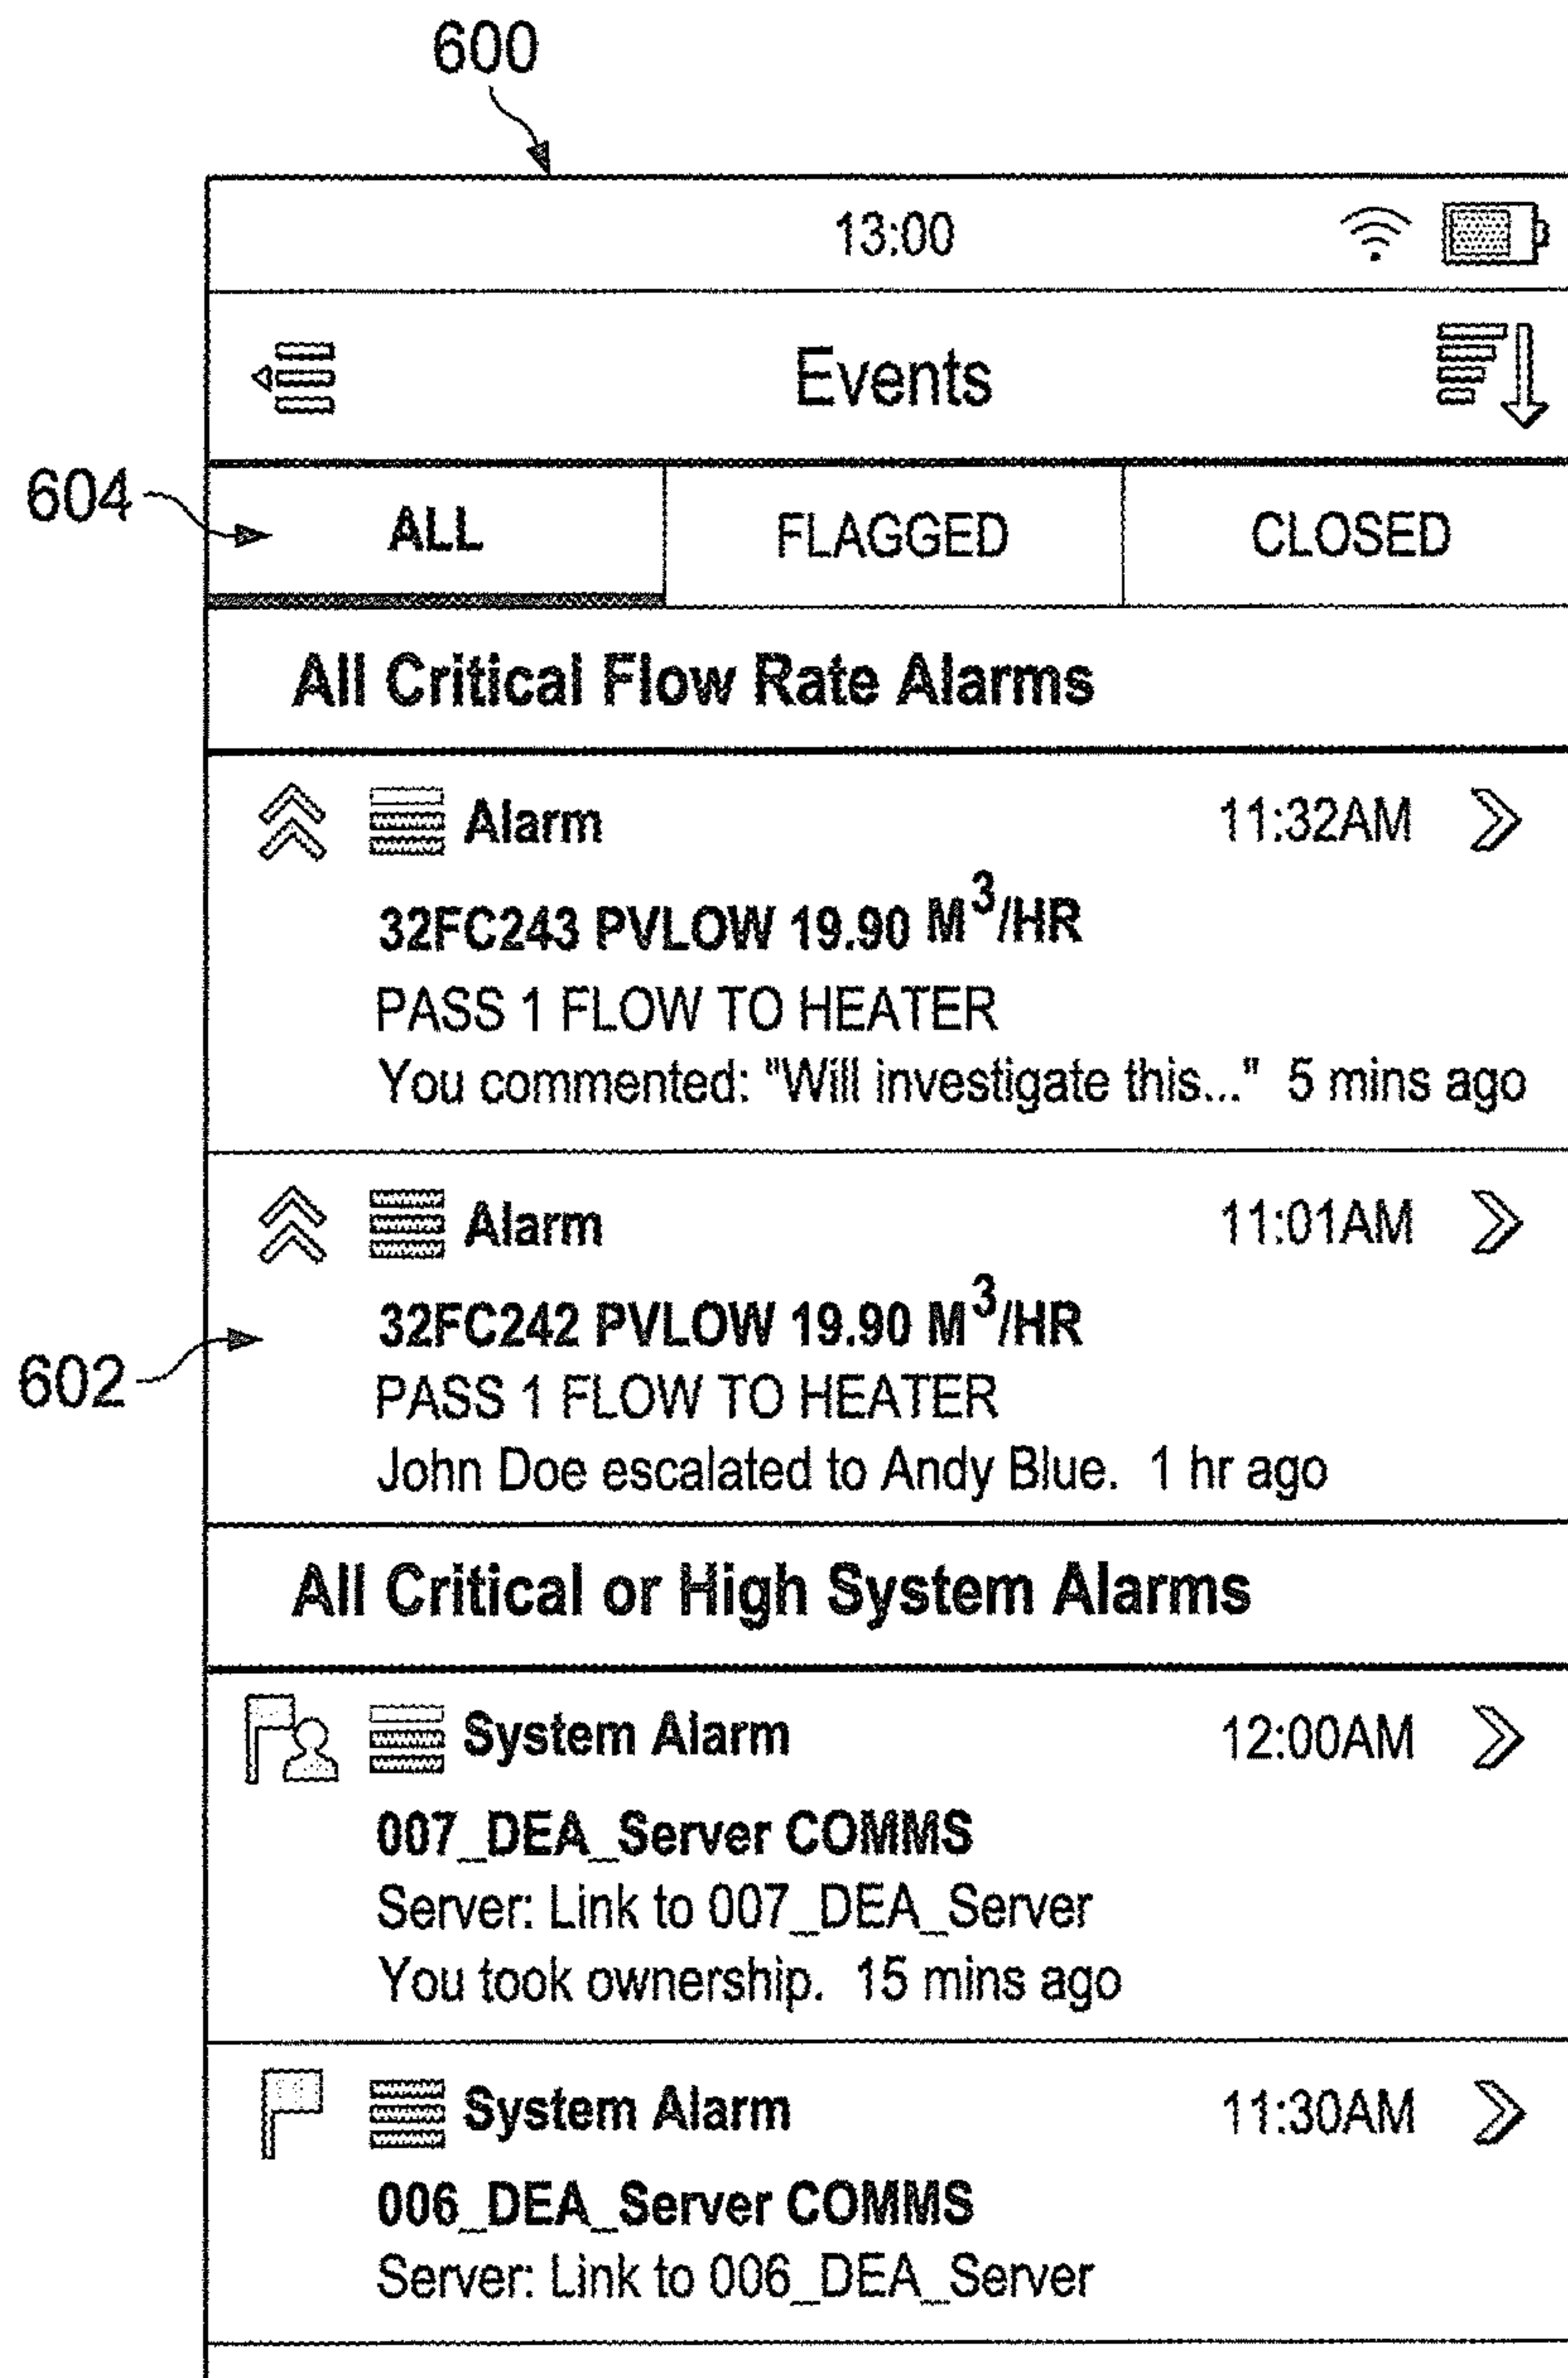 600
13:00
Events
604
ALL FLAGGED CLOSED
All Critical Flow Rate Alarms
Alarm 11:32AM
32FC243 PVLOW 19.90 M³/HR
PASS 1 FLOW TO HEATER
You commented: "Will investigate this..." 5 mins ago
Alarm 11:01AM
32FC242 PVLOW 19.90 M³/HR
602
PASS 1 FLOW TO HEATER
John Doe escalated to Andy Blue. 1 hr ago
All Critical or High System Alarms
System Alarm 12:00AM
007_DEA_Server COMMS
Server: Link to 007_DEA_Server
You took ownership. 15 mins ago
System Alarm 11:30AM
006_DEA_Server COMMS
Server: Link to 006_DEA_Server